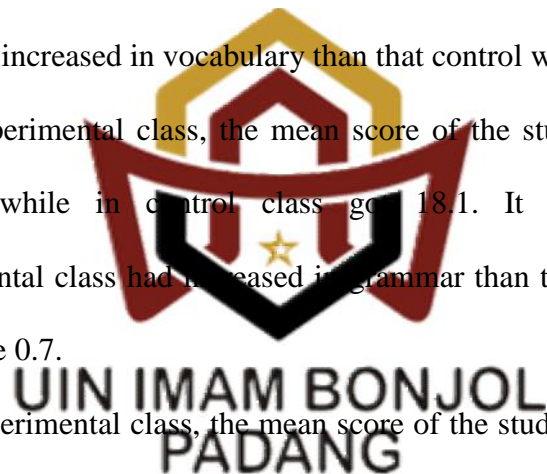 increased in vocabulary than that control w
perimental class, the mean score of the stu
while in control class got 18.1. It
ental class had increased in grammar than t
e 0.7.
UIN IMAM BONJOL
perimental class, the mean score of the stud
PADANG